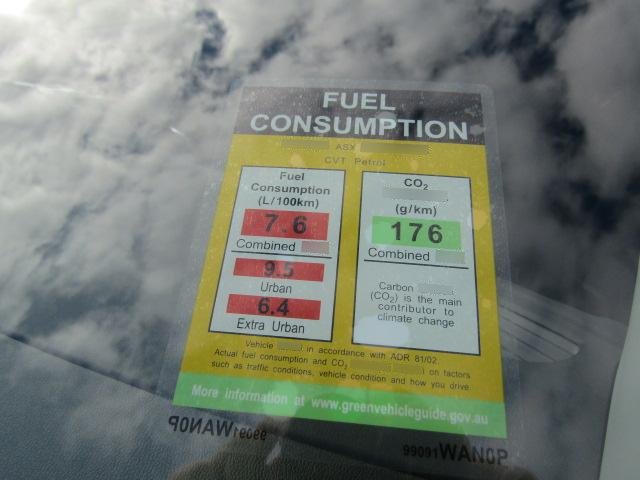 FUEL
CONSUMPTION
ASX
CVT Petrol
Fuel
Consumption
(L/100km)
7.6
Combined
9.5
Urban
6.4
Extra Urban
CO2
(g/km)
176
Combined
Carbon
(CO2) is the main
contributor to
climate change
Vehicle in accordance with ADR 81/02.
Actual fuel consumption and CO2 on factors
such as traffic conditions, vehicle condition and how you drive.
More information at www.greenvehicleguide.gov.au
99091WAN0P
99091WAN0P